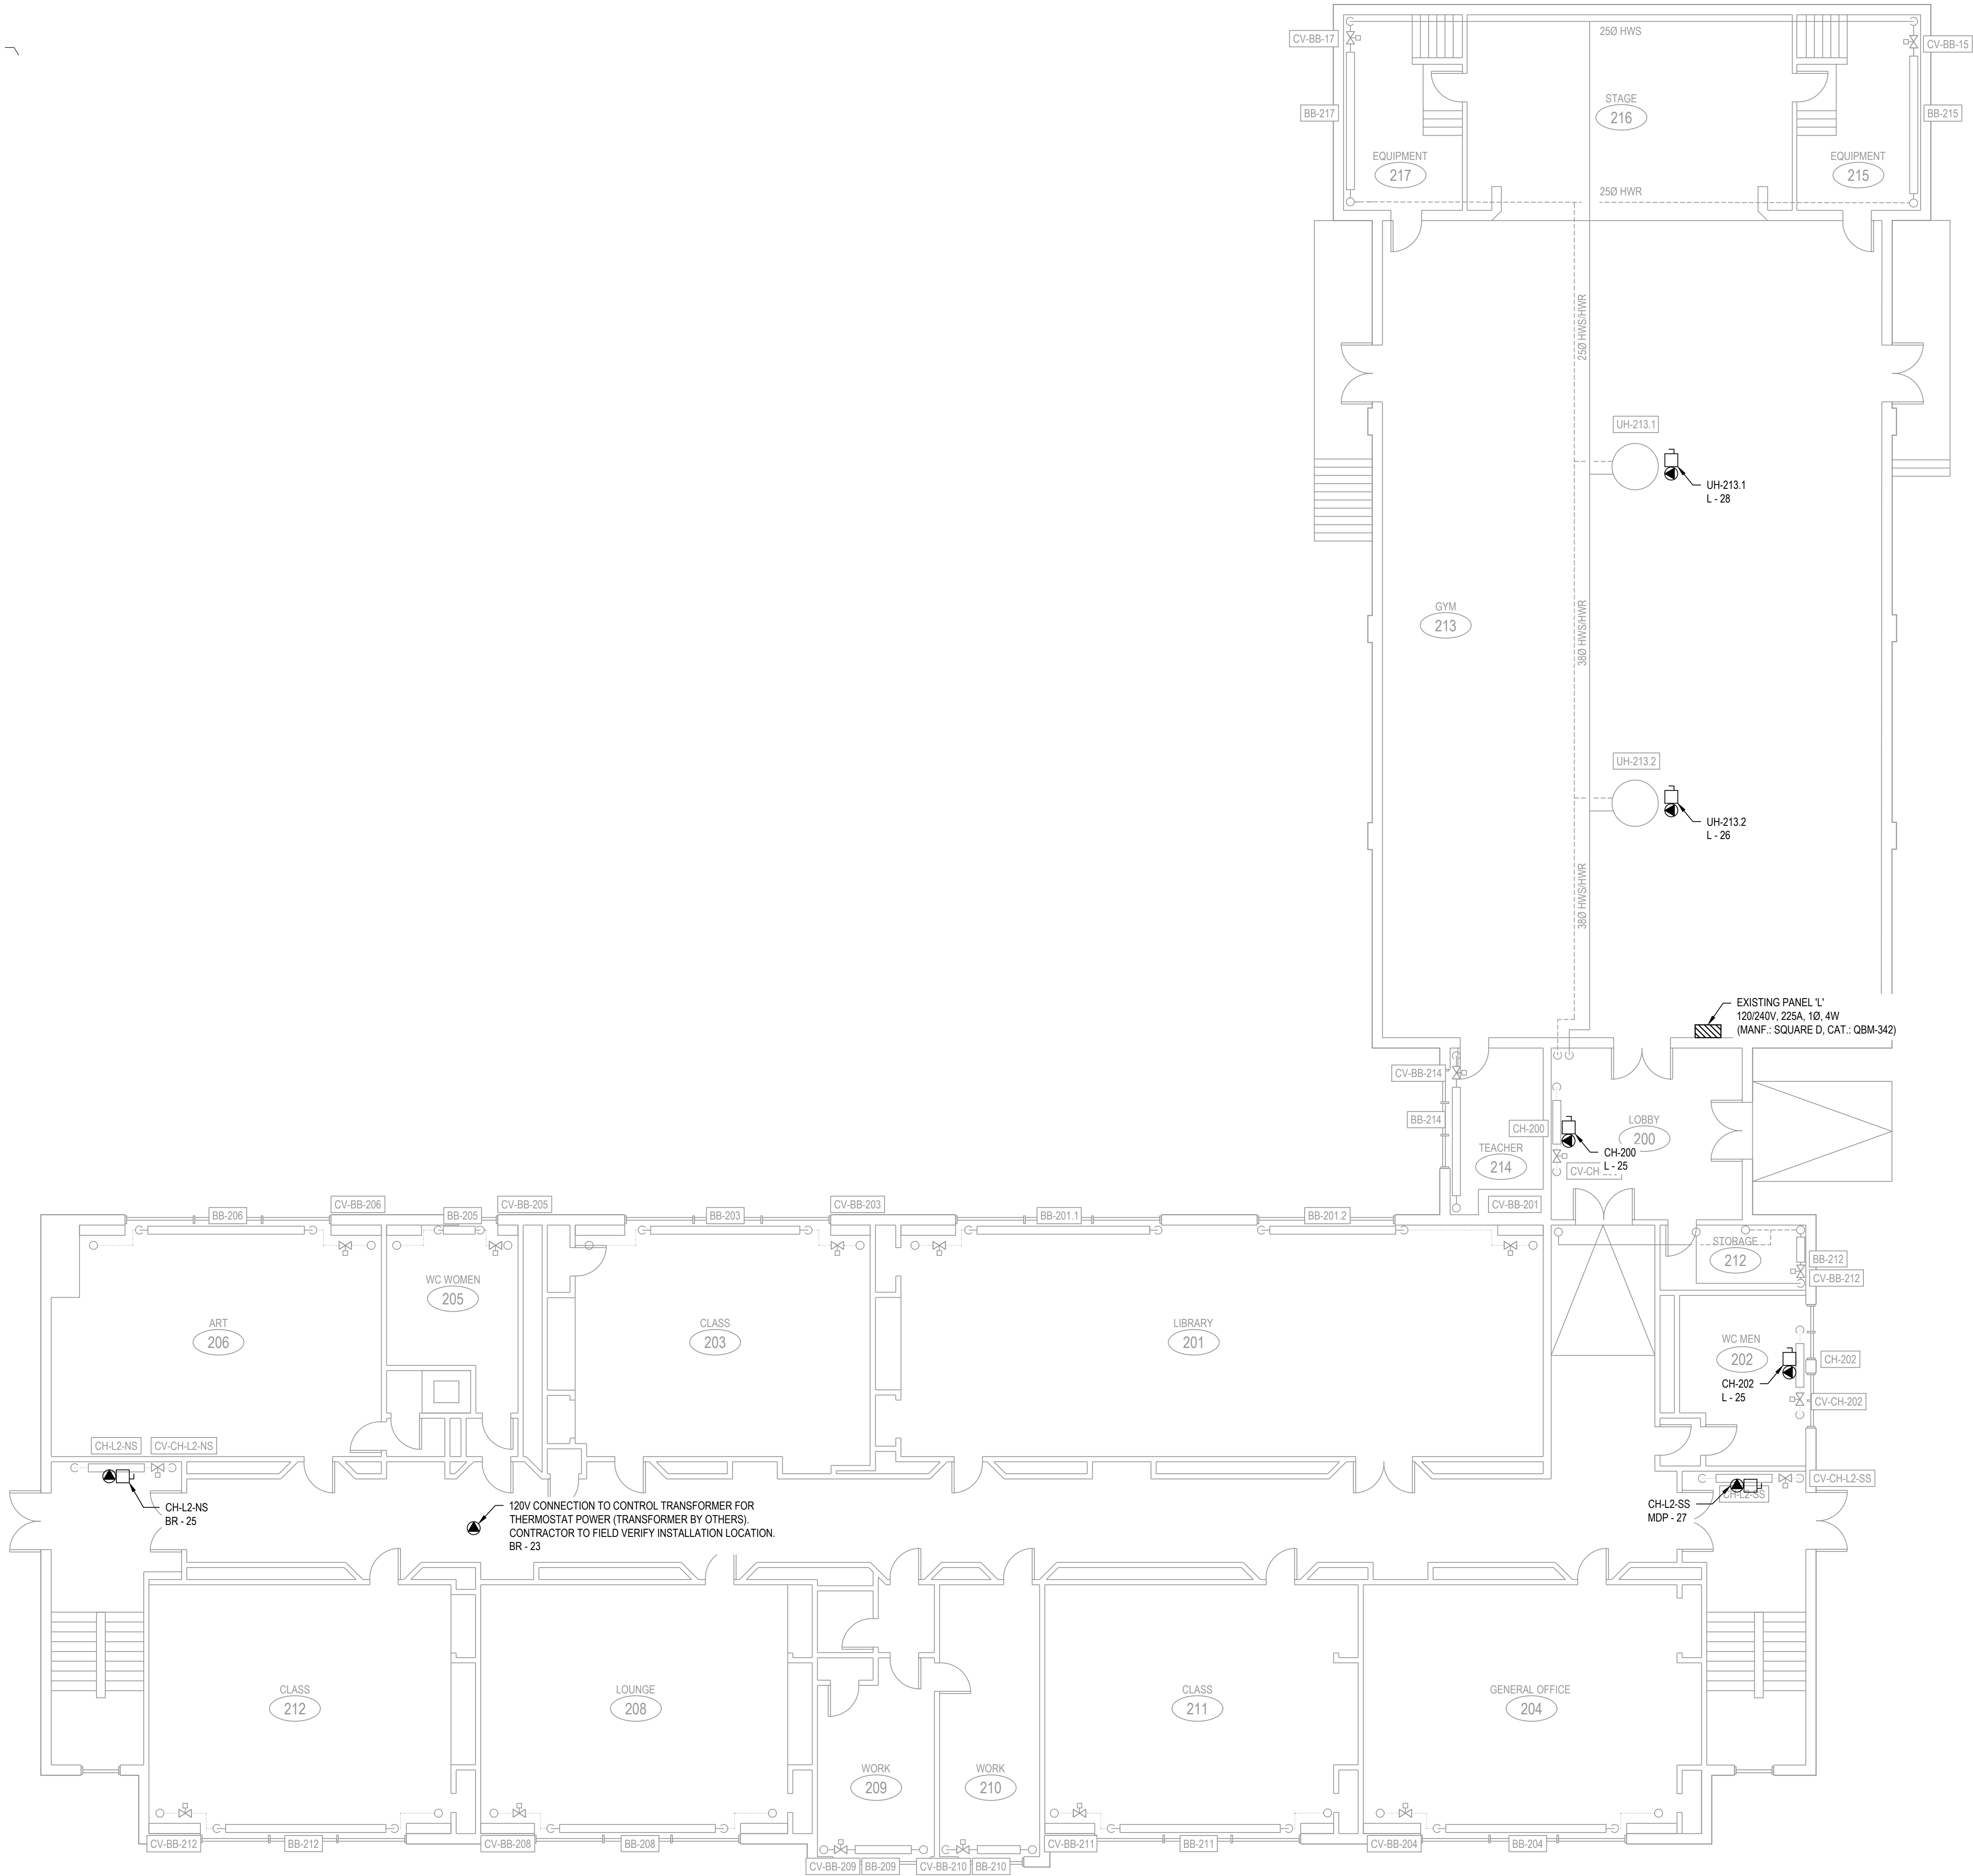 CV-BB-17
25Ø HWS
CV-BB-15
BB-217
STAGE
216
BB-215
EQUIPMENT
217
EQUIPMENT
215
25Ø HWR
25Ø HWS/HWR
UH-213.1
UH-213.1
L - 28
GYM
213
38Ø HWS/HWR
UH-213.2
UH-213.2
L - 26
38Ø HWS/HWR
EXISTING PANEL 'L'
120/240V, 225A, 1Ø, 4W
(MANF.: SQUARE D, CAT.: QBM-342)
CV-BB-214
BB-214
CH-200
LOBBY
200
TEACHER
214
CH-200
L - 25
CV-CH-
CV-BB-206
CV-BB-205
CV-BB-203
CV-BB-201
BB-206
BB-205
BB-203
BB-201.1
BB-201.2
STORAGE
212
BB-212
CV-BB-212
WC WOMEN
205
ART
206
CLASS
203
LIBRARY
201
WC MEN
202
CH-202
CH-202
L - 25
CV-CH-202
CH-L2-NS
CV-CH-L2-NS
CV-CH-L2-SS
CH-L2-SS
CH-L2-NS
BR - 25
120V CONNECTION TO CONTROL TRANSFORMER FOR
THERMOSTAT POWER (TRANSFORMER BY OTHERS).
CONTRACTOR TO FIELD VERIFY INSTALLATION LOCATION.
BR - 23
CH-L2-SS
MDP - 27
CLASS
212
LOUNGE
208
CLASS
211
GENERAL OFFICE
204
WORK
209
WORK
210
CV-BB-212
BB-212
CV-BB-208
BB-208
CV-BB-211
BB-211
CV-BB-204
BB-204
CV-BB-209
BB-209
CV-BB-210
BB-210